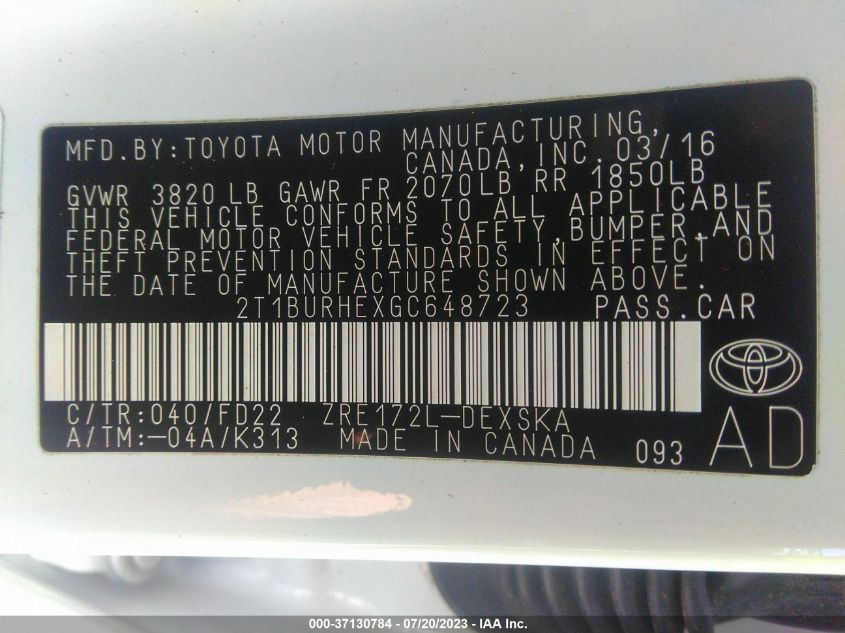 MFD.BY:TOYOTA MOTOR MANUFACTURING,
CANADA,INC. 03/16
GVWR 3820 LB GAWR FR 2070LB RR 1850LB
THIS VEHICLE CONFORMS TO ALL APPLICABLE
FEDERAL MOTOR VEHICLE SAFETY,BUMPER,AND
THEFT PREVENTION STANDARDS IN EFFECT ON
THE DATE OF MANUFACTURE SHOWN ABOVE.
2T1BURHEXGC648723 PASS.CAR
C/TR:040/FD22 ZRE172L-DEXSKA
A/TM:-04A/K313 MADE IN CANADA 093 AD
000-37130784 / 07/20/2023 - IAA Inc.